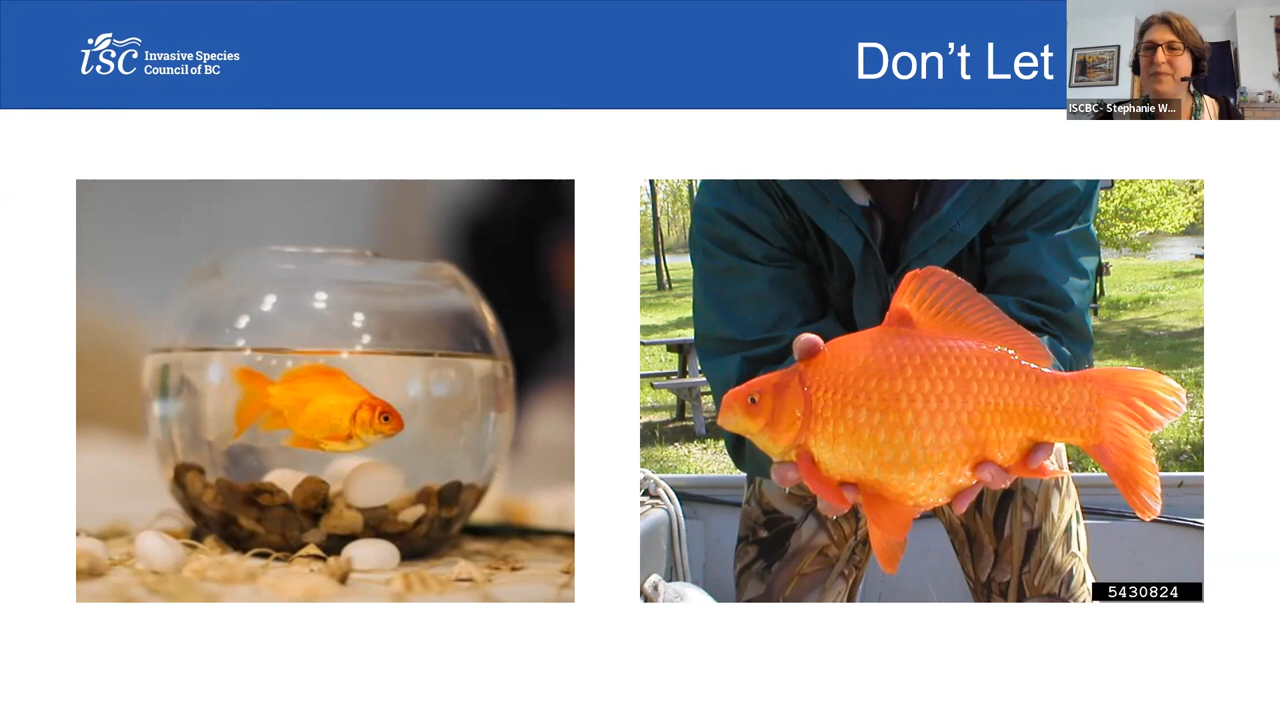 isc Invasive Species
Council of BC
Don't Let
ISCBC- Stephanie W...
5430824